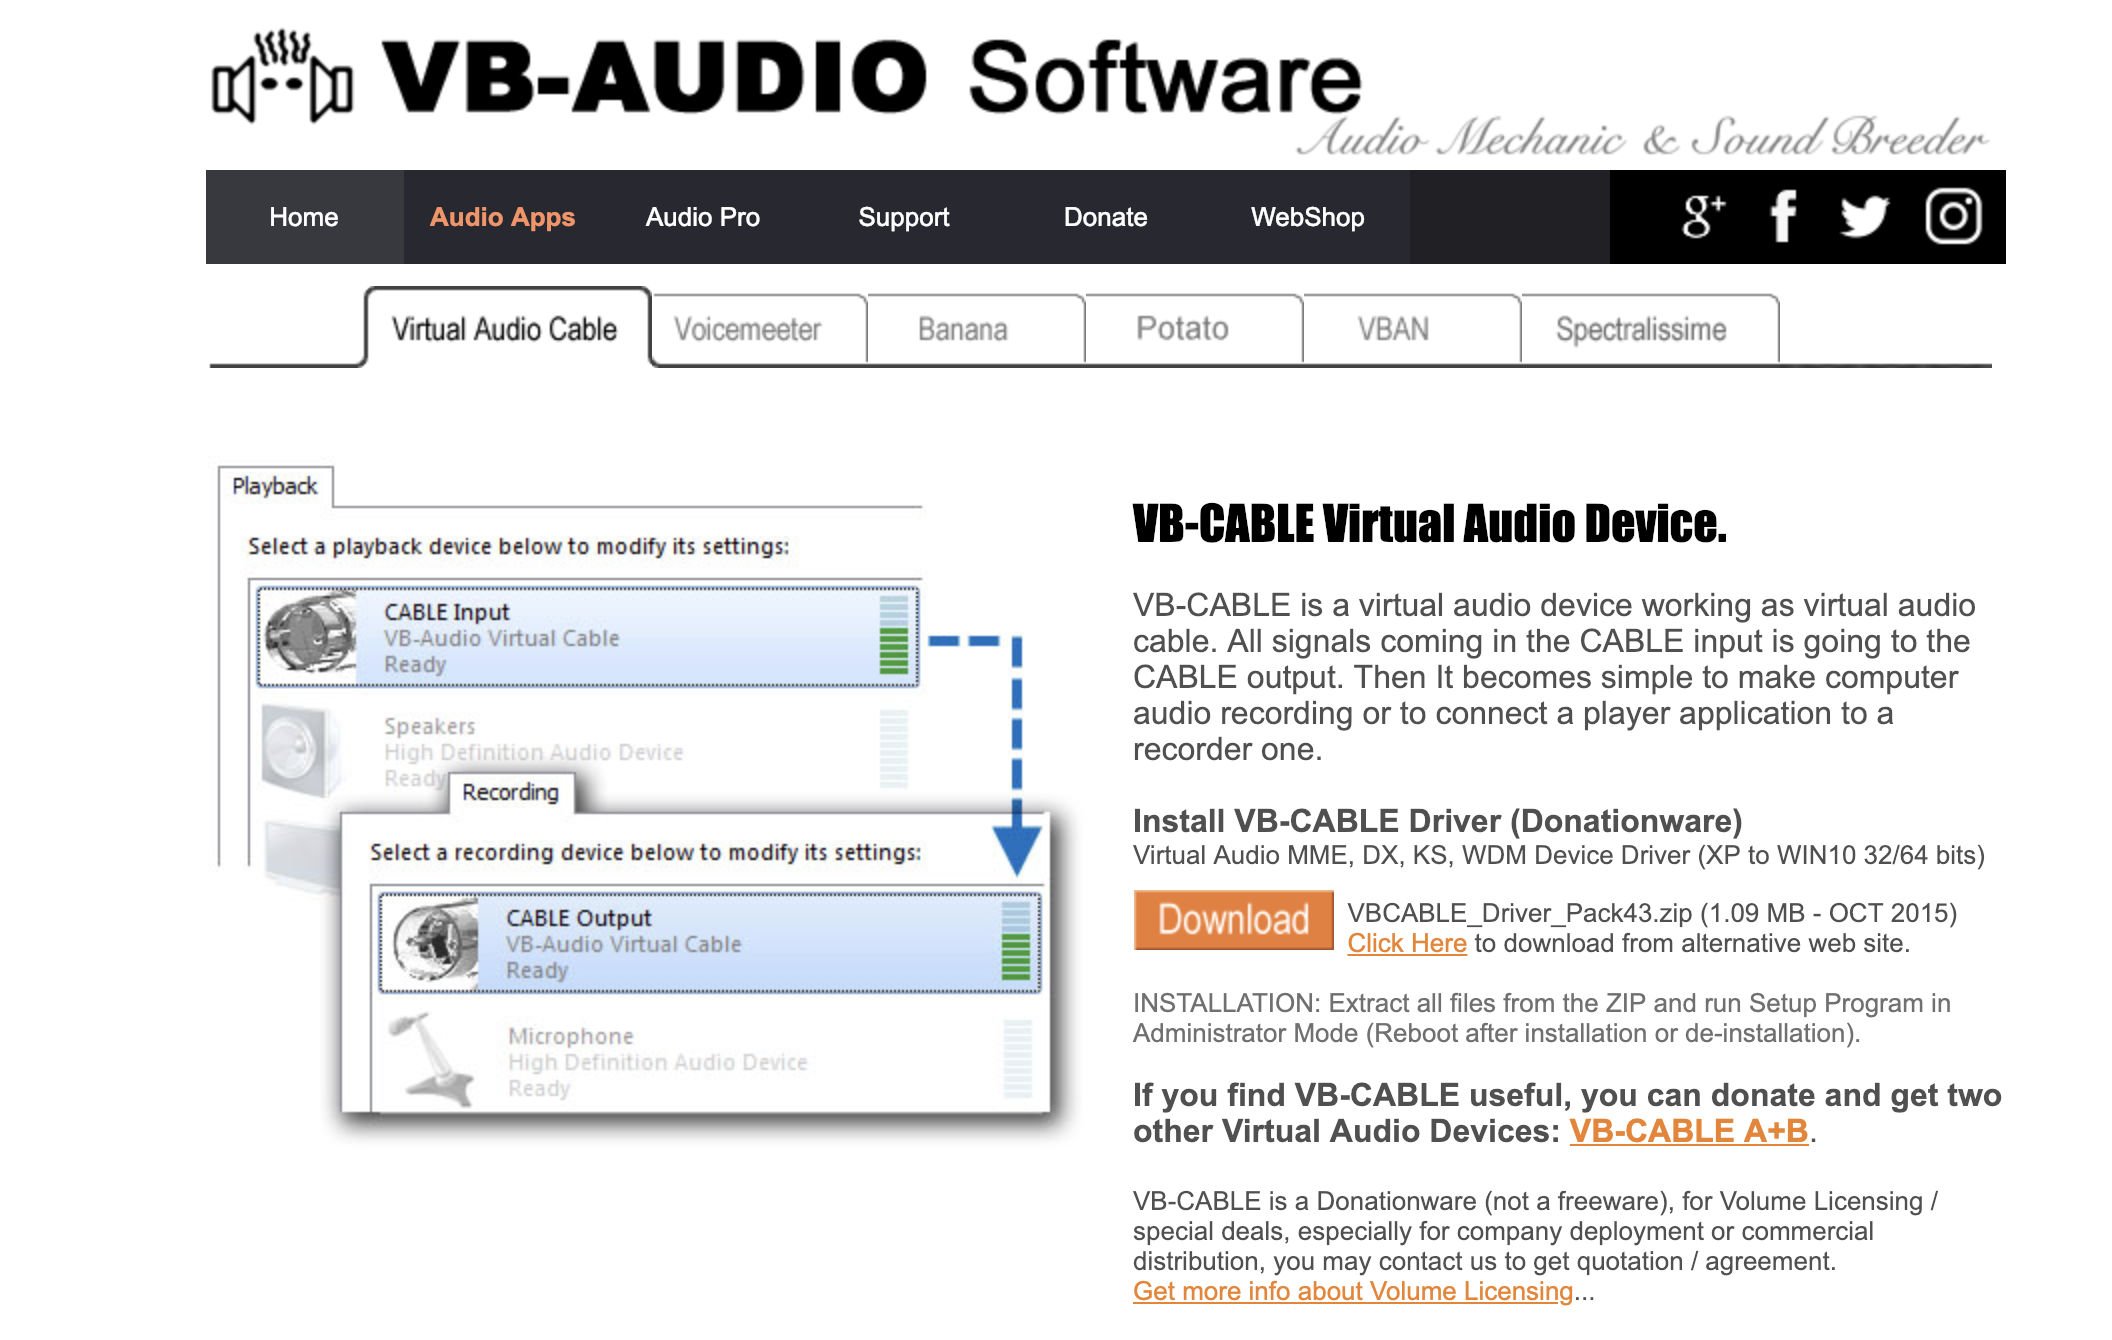 VB-AUDIO Software
Audio Mechanic & Sound Breeder
Home Audio Apps Audio Pro Support Donate WebShop g+
Virtual Audio Cable Voicemeeter Banana Potato VBAN Spectralissime
Playback
Select a playback device below to modify its settings:
CABLE Input
VB-Audio Virtual Cable
Ready
Speakers
High Definition Audio Device
Ready
Recording
Select a recording device below to modify its settings:
CABLE Output
VB-Audio Virtual Cable
Ready
Microphone
High Definition Audio Device
Ready
VB-CABLE Virtual Audio Device.
VB-CABLE is a virtual audio device working as virtual audio
cable. All signals coming in the CABLE input is going to the
CABLE output. Then It becomes simple to make computer
audio recording or to connect a player application to a
recorder one.
Install VB-CABLE Driver (Donationware)
Virtual Audio MME, DX, KS, WDM Device Driver (XP to WIN10 32/64 bits)
Download
VBCABLE_Driver_Pack43.zip (1.09 MB - OCT 2015)
Click Here to download from alternative web site.
INSTALLATION: Extract all files from the ZIP and run Setup Program in
Administrator Mode (Reboot after installation or de-installation).
If you find VB-CABLE useful, you can donate and get two
other Virtual Audio Devices: VB-CABLE A+B.
VB-CABLE is a Donationware (not a freeware), for Volume Licensing /
special deals, especially for company deployment or commercial
distribution, you may contact us to get quotation / agreement.
Get more info about Volume Licensing...